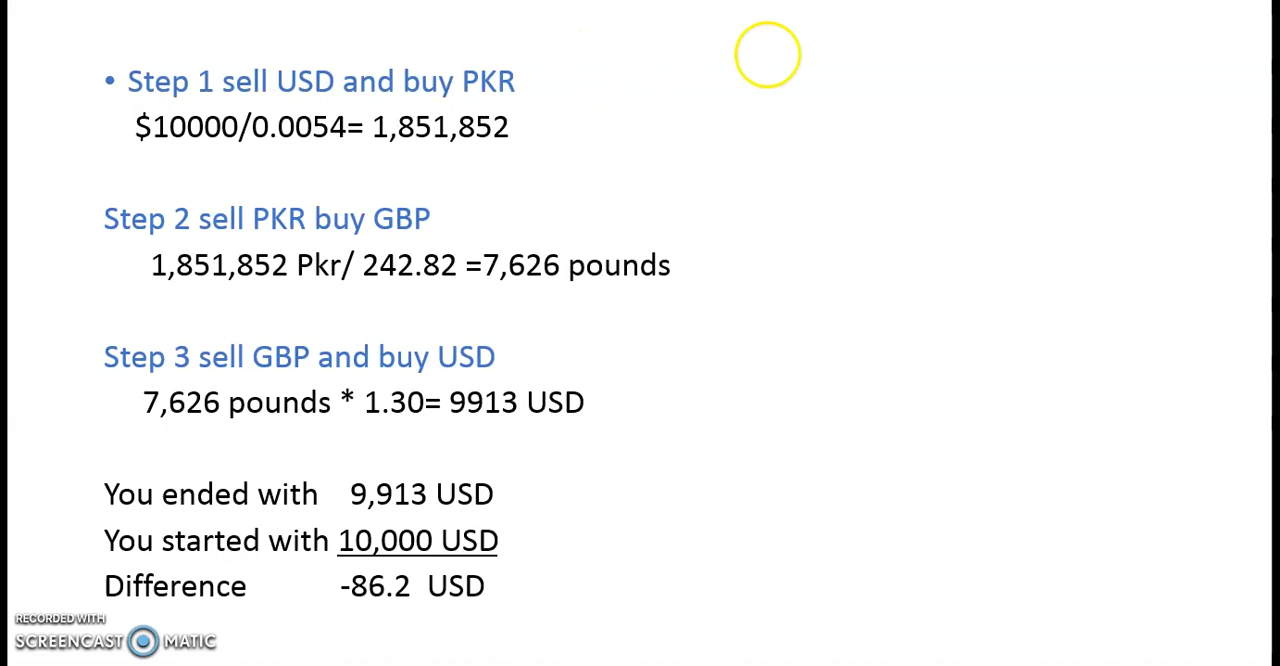 • Step 1 sell USD and buy PKR
$10000/0.0054= 1,851,852
Step 2 sell PKR buy GBP
1,851,852 Pkr/ 242.82 =7,626 pounds
Step 3 sell GBP and buy USD
7,626 pounds * 1.30= 9913 USD
You ended with 9,913 USD
You started with 10,000 USD
Difference -86.2 USD
RECORDED WITH
SCREENCAST MATIC